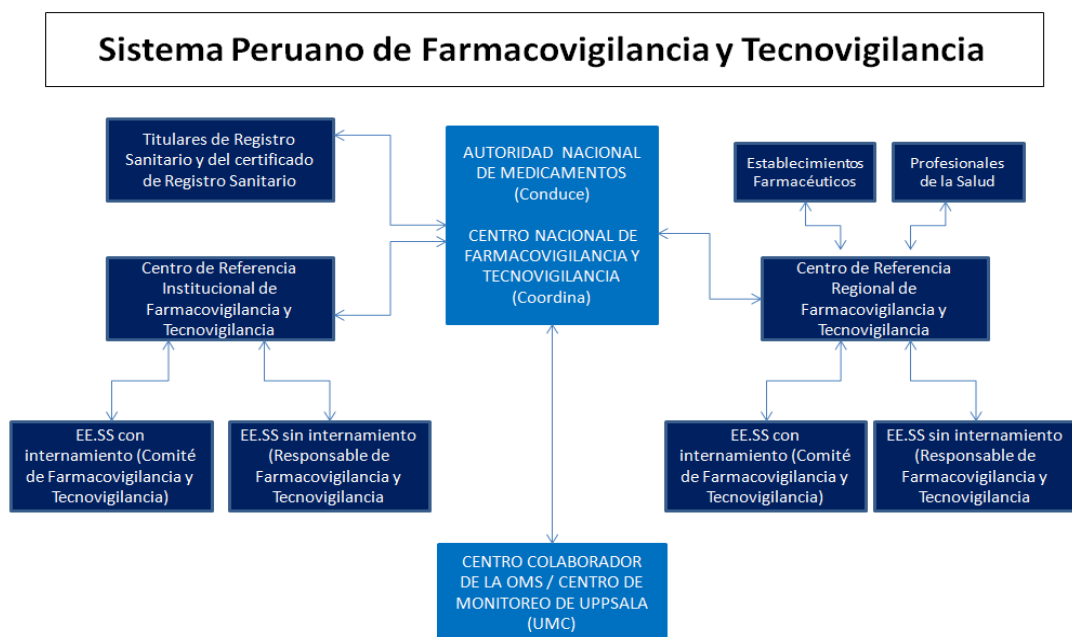 Sistema Peruano de Farmacovigilancia y Tecnovigilancia
Titulares de Registro
Sanitario y del certificado
de Registro Sanitario
AUTORIDAD NACIONAL
DE MEDICAMENTOS
(Conduce)
CENTRO NACIONAL DE
FARMACOVIGILANCIA Y
TECNOVIGILANCIA
(Coordina)
Establecimientos
Farmacéuticos
Profesionales
de la Salud
Centro de Referencia
Institucional de
Farmacovigilancia y
Tecnovigilancia
Centro de Referencia
Regional de
Farmacovigilancia y
Tecnovigilancia
EE.SS con
internamiento (Comité
de Farmacovigilancia y
Tecnovigilancia)
EE.SS sin internamiento
(Responsable de
Farmacovigilancia y
Tecnovigilancia
EE.SS con
internamiento (Comité
de Farmacovigilancia y
Tecnovigilancia)
EE.SS sin internamiento
(Responsable de
Farmacovigilancia y
Tecnovigilancia
CENTRO COLABORADOR
DE LA OMS / CENTRO DE
MONITOREO DE UPPSALA
(UMC)